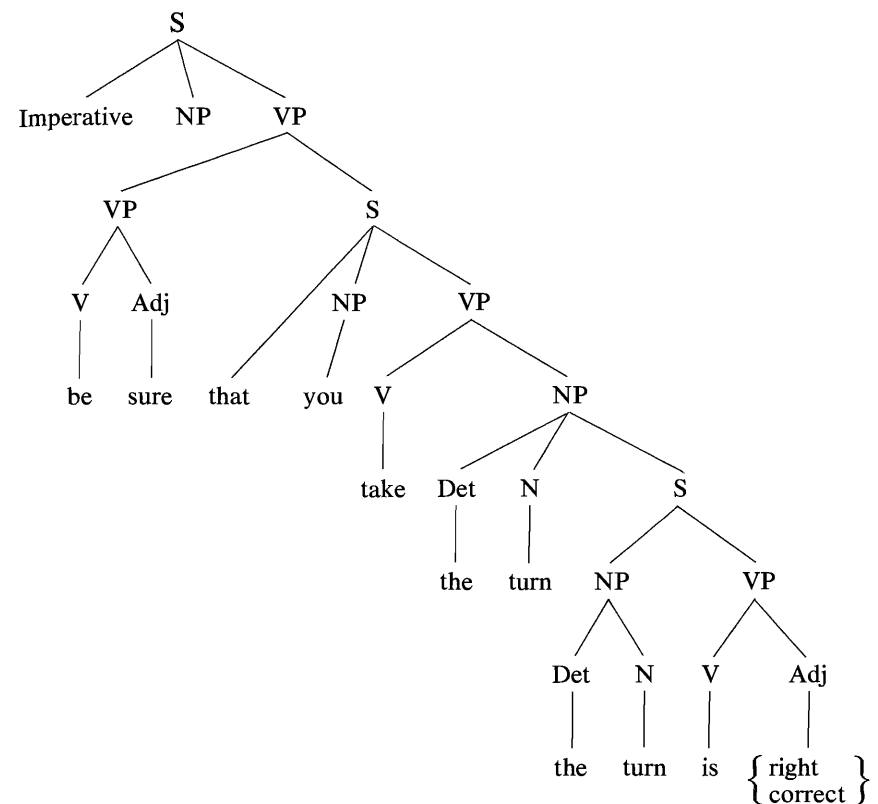 S
Imperative NP VP
VP S
V Adj NP VP
be sure that you V NP
take Det N S
the turn NP VP
Det N V Adj
the turn is { right }
correct